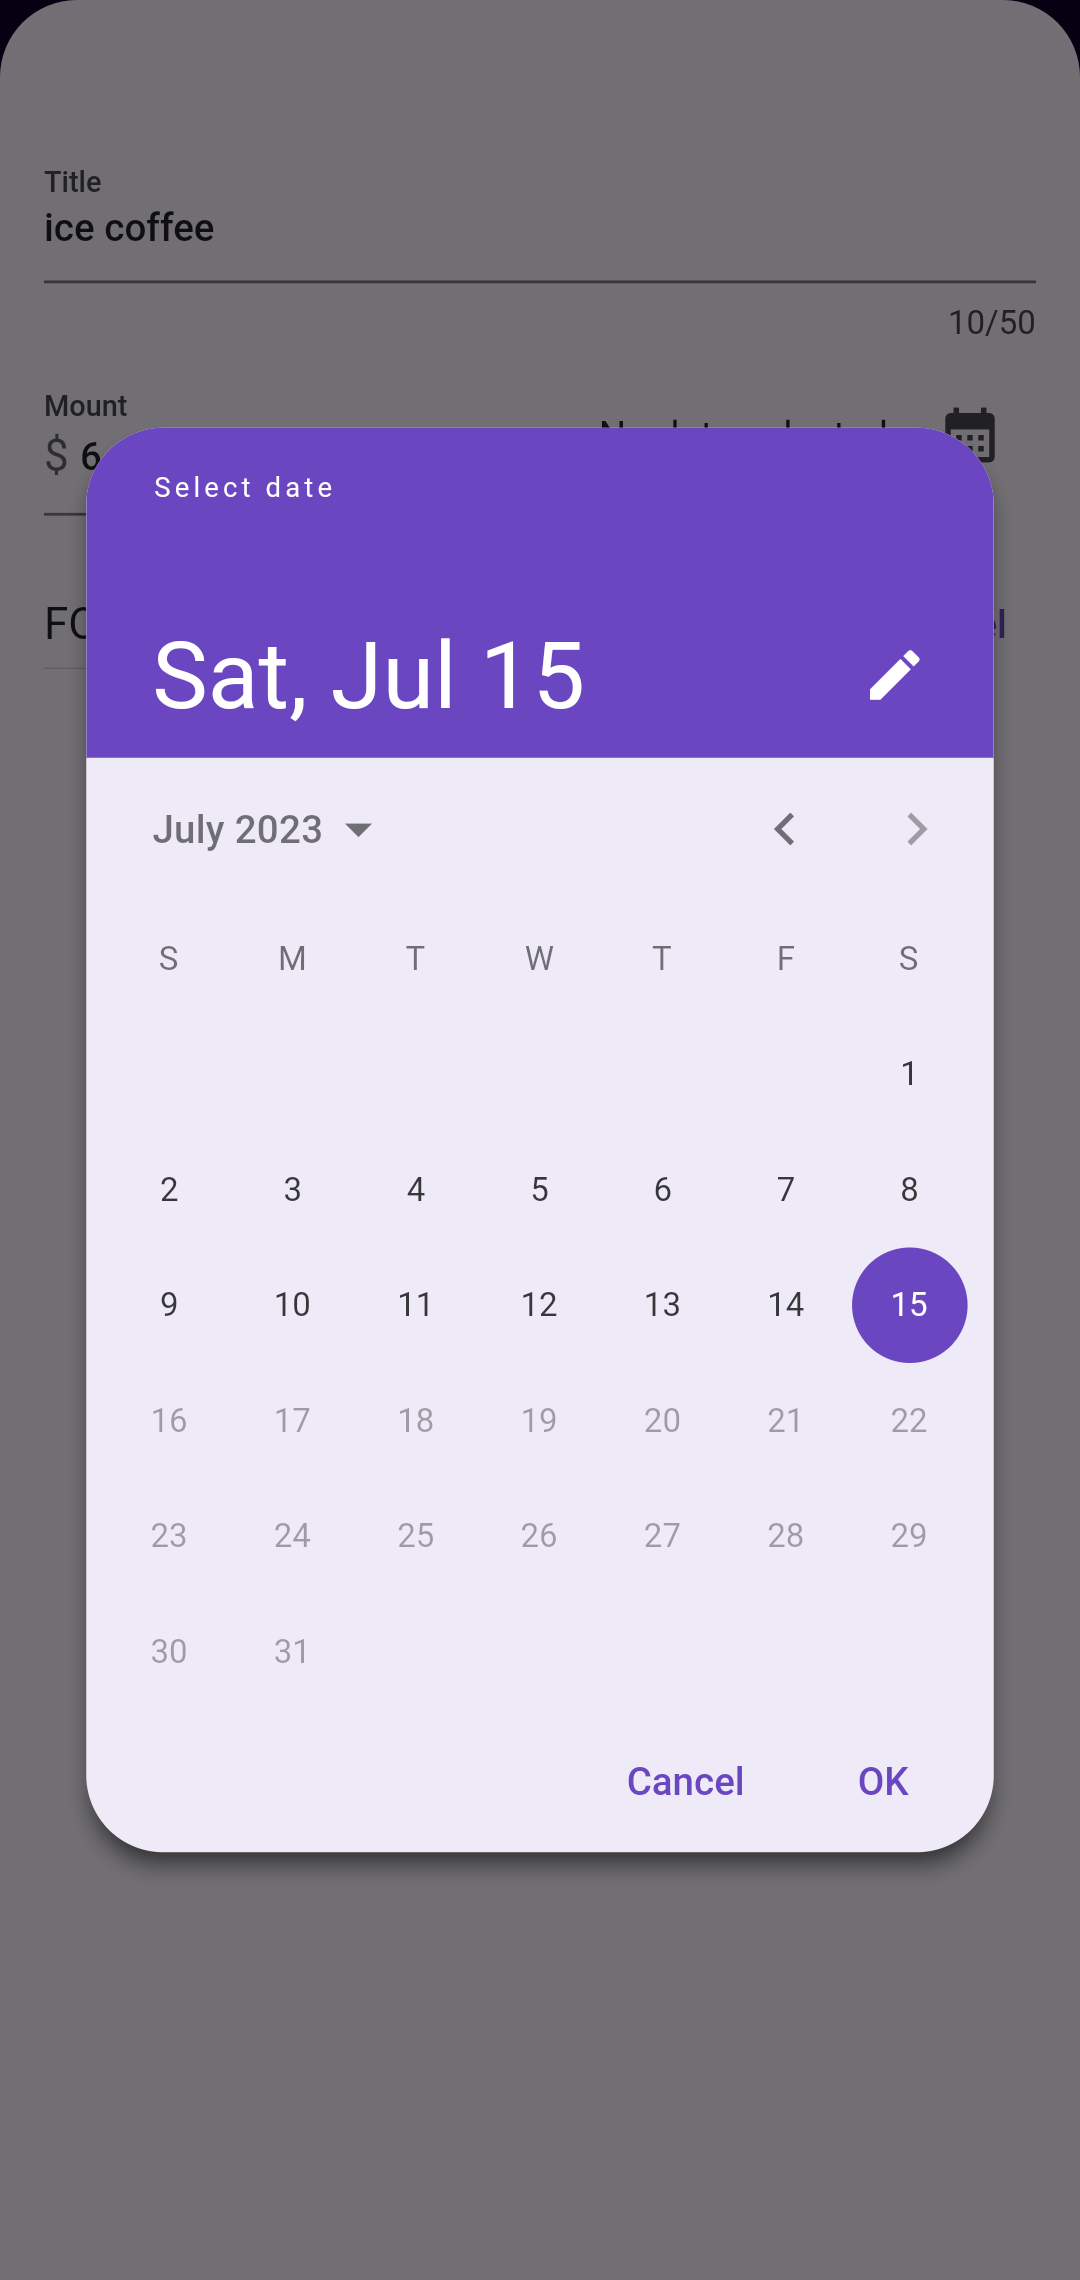 Title
ice coffee
10/50
Mount
$ 6
Select date
Sat, Jul 15
July 2023
S M T W T F S
1
2 3 4 5 6 7 8
9 10 11 12 13 14 15
16 17 18 19 20 21 22
23 24 25 26 27 28 29
30 31
Cancel OK